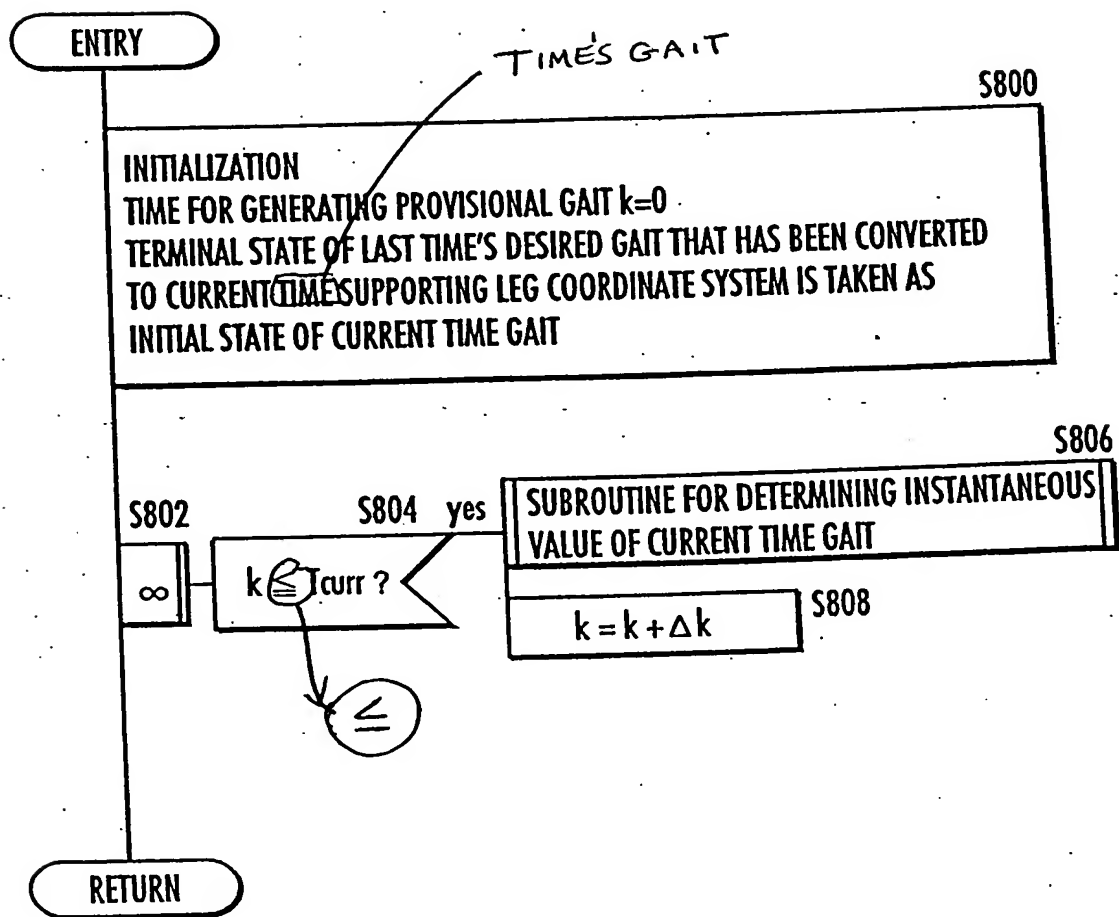 ENTRY
TIME'S GAIT
S800
INITIALIZATION
TIME FOR GENERATING PROVISIONAL GAIT k=0
TERMINAL STATE OF LAST TIME'S DESIRED GAIT THAT HAS BEEN CONVERTED
TO CURRENT TIME SUPPORTING LEG COORDINATE SYSTEM IS TAKEN AS
INITIAL STATE OF CURRENT TIME GAIT
S802
∞
S804
k ≦ Tcurr ?
yes
S806
SUBROUTINE FOR DETERMINING INSTANTANEOUS
VALUE OF CURRENT TIME GAIT
k = k + Δk
S808
≦
RETURN